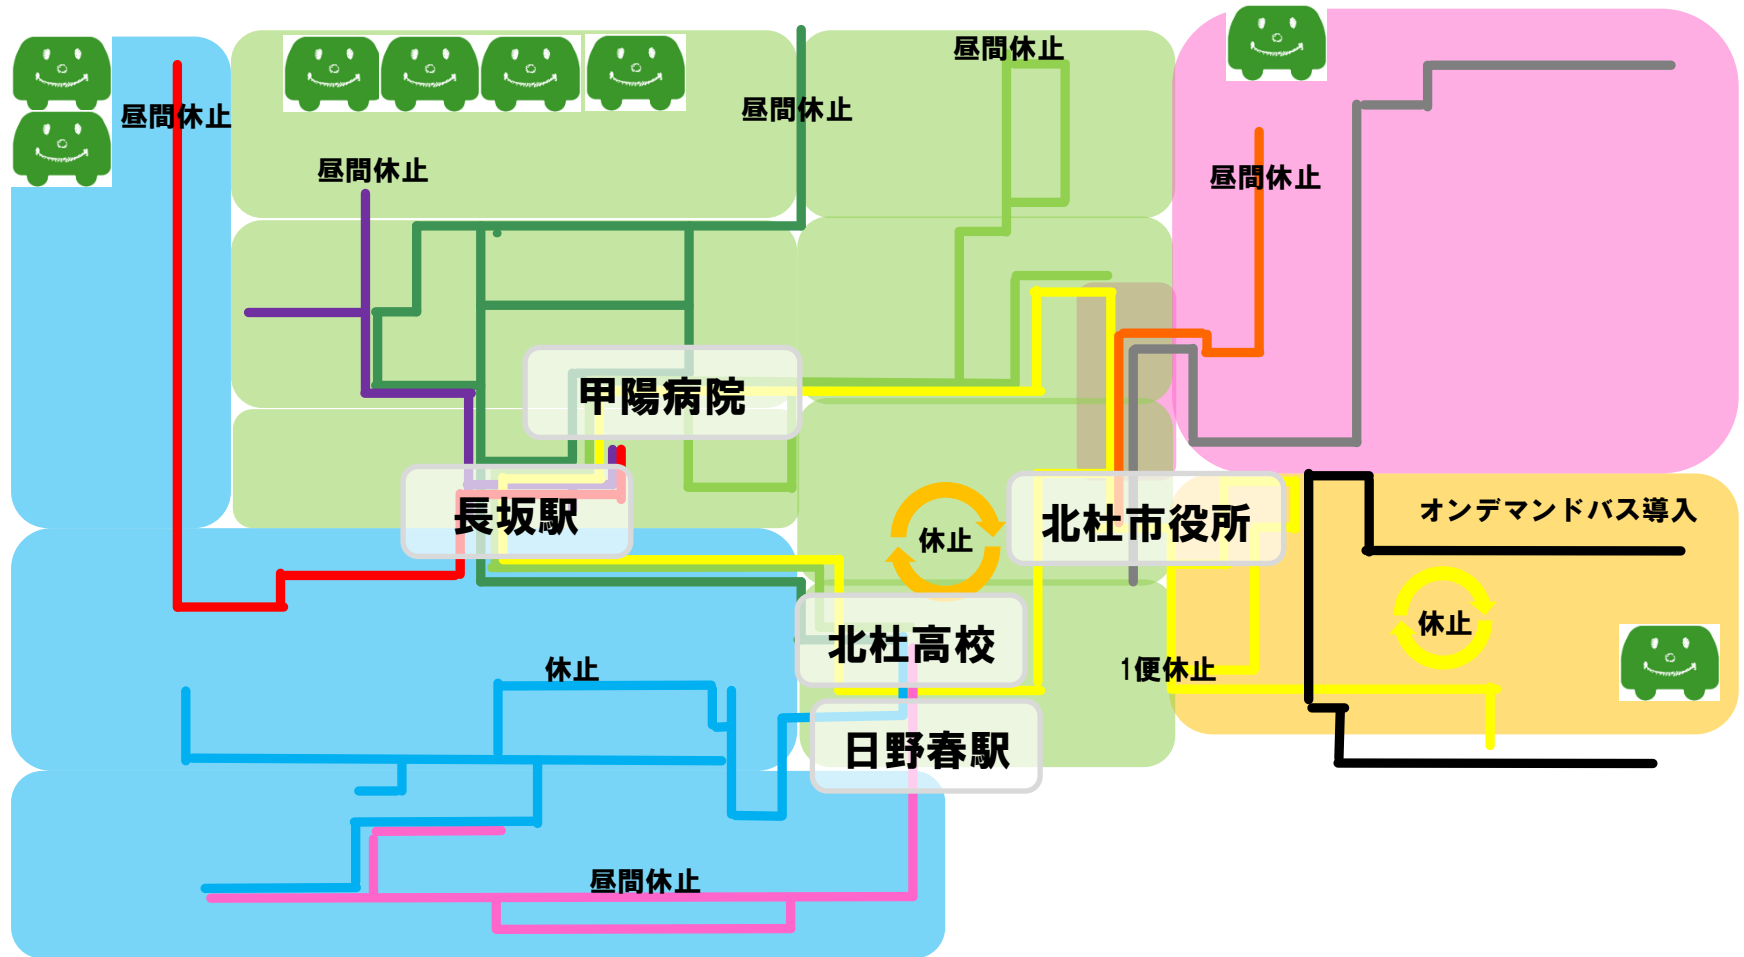 昼間休止
昼間休止
昼間休止
昼間休止
昼間休止
甲陽病院
長坂駅
北杜市役所
オンデマンドバス導入
休止
休止
北杜高校
休止
1便休止
日野春駅
昼間休止